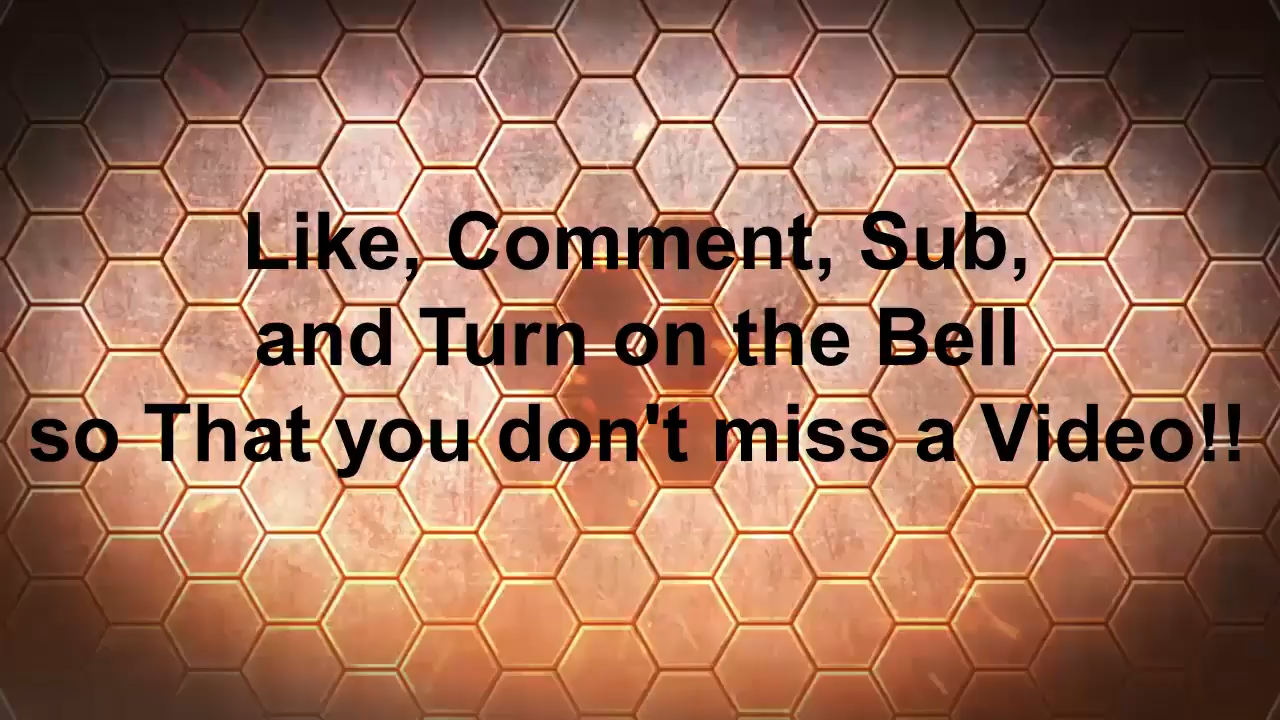 Like, Comment, Sub,
and Turn on the Bell
so That you don't miss a Video!!